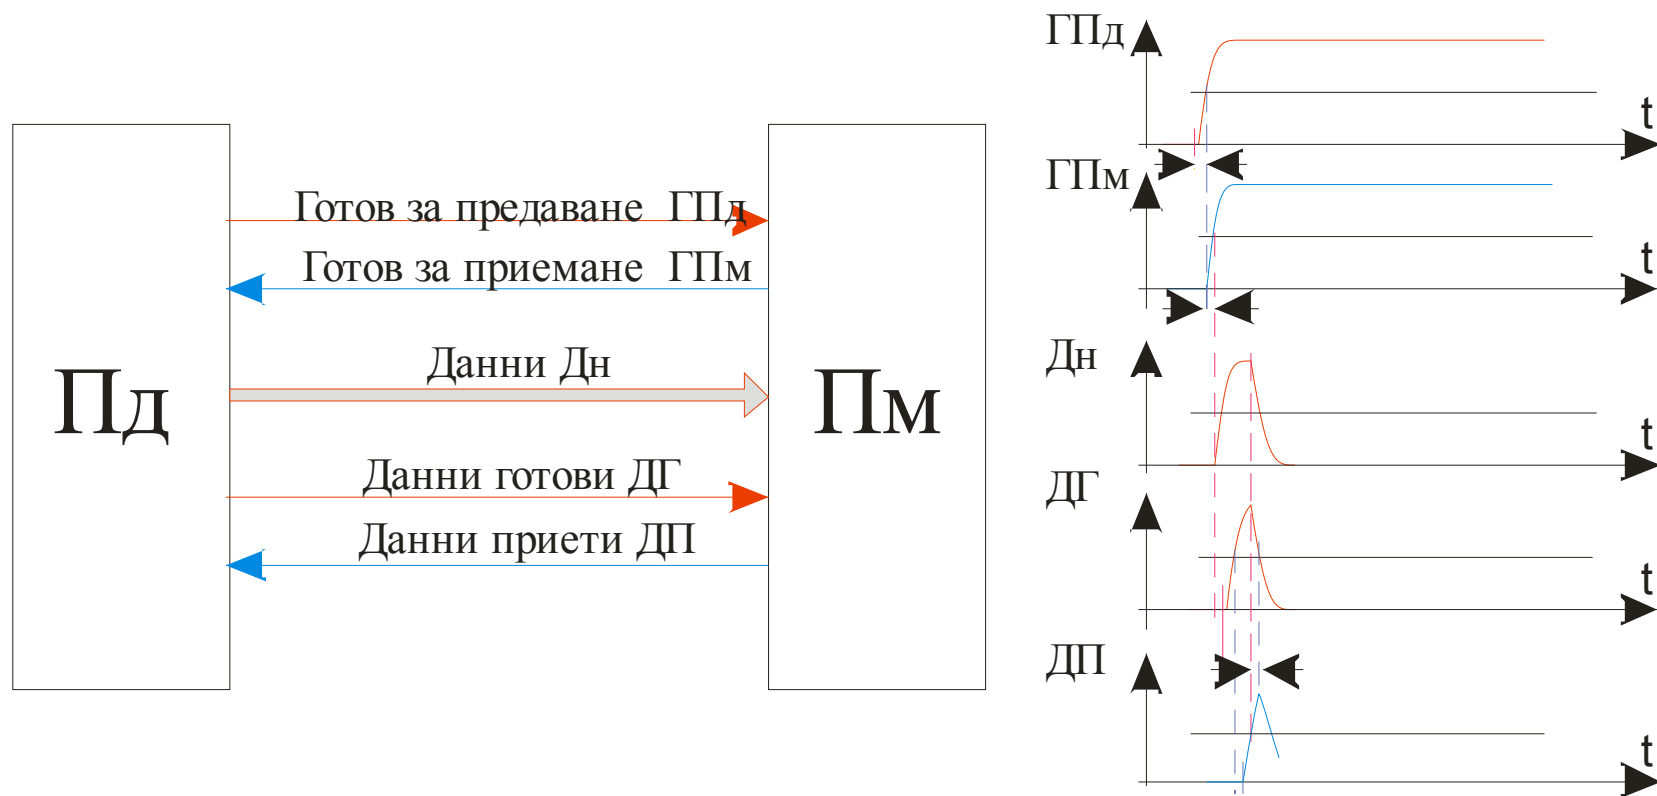 Пд
Готов за предаване ГПд
Готов за приемане ГПм
Данни Дн
Данни готови ДГ
Данни приети ДП
Пм
ГПд
t
ГПм
t
Дн
t
ДГ
t
ДП
t